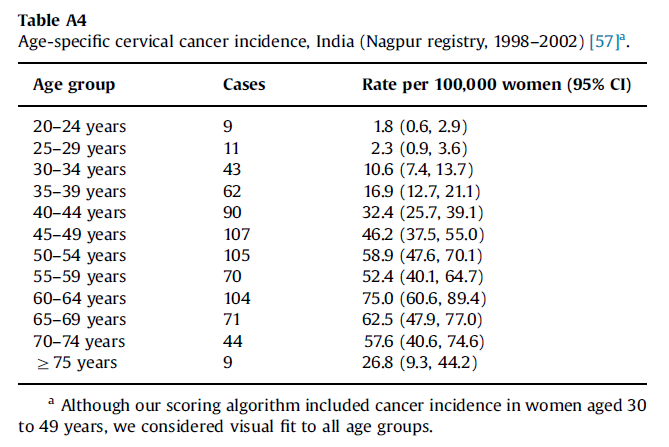 Table A4
Age-specific cervical cancer incidence, India (Nagpur registry, 1998–2002) [57]a.
Age group Cases Rate per 100,000 women (95% CI)
20–24 years 9 1.8 (0.6, 2.9)
25–29 years 11 2.3 (0.9, 3.6)
30–34 years 43 10.6 (7.4, 13.7)
35–39 years 62 16.9 (12.7, 21.1)
40–44 years 90 32.4 (25.7, 39.1)
45–49 years 107 46.2 (37.5, 55.0)
50–54 years 105 58.9 (47.6, 70.1)
55–59 years 70 52.4 (40.1, 64.7)
60–64 years 104 75.0 (60.6, 89.4)
65–69 years 71 62.5 (47.9, 77.0)
70–74 years 44 57.6 (40.6, 74.6)
≥ 75 years 9 26.8 (9.3, 44.2)
a Although our scoring algorithm included cancer incidence in women aged 30
to 49 years, we considered visual fit to all age groups.